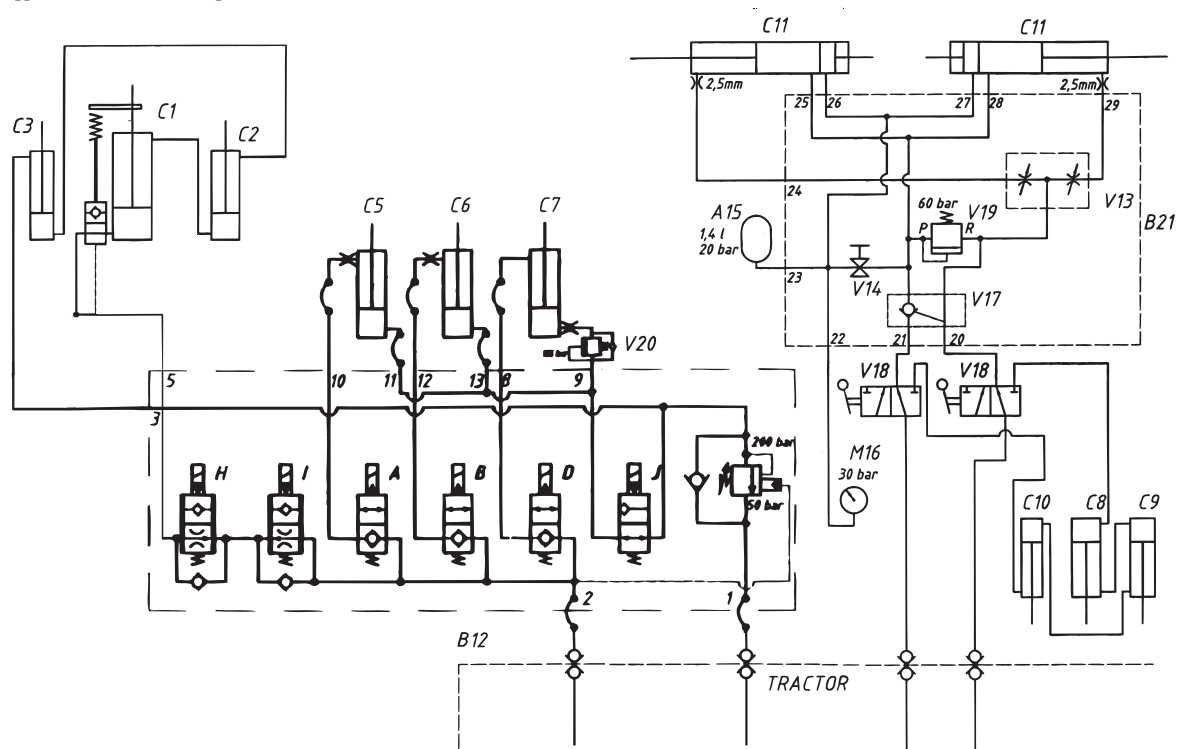 C11 C11
2,5mm 2,5mm
25 26 27 28 29
C3 C1 C2
24
V13
C5 C6 C7
A15 60 bar V19
1,4 l P R B21
20 bar
23 V14
V17
V20
22 21 20
5 10 11 12 13 8 9
V18 V18
3
200 bar
M16
H I A B D J 30 bar
50 bar
C10 C8 C9
2 1
B12
TRACTOR